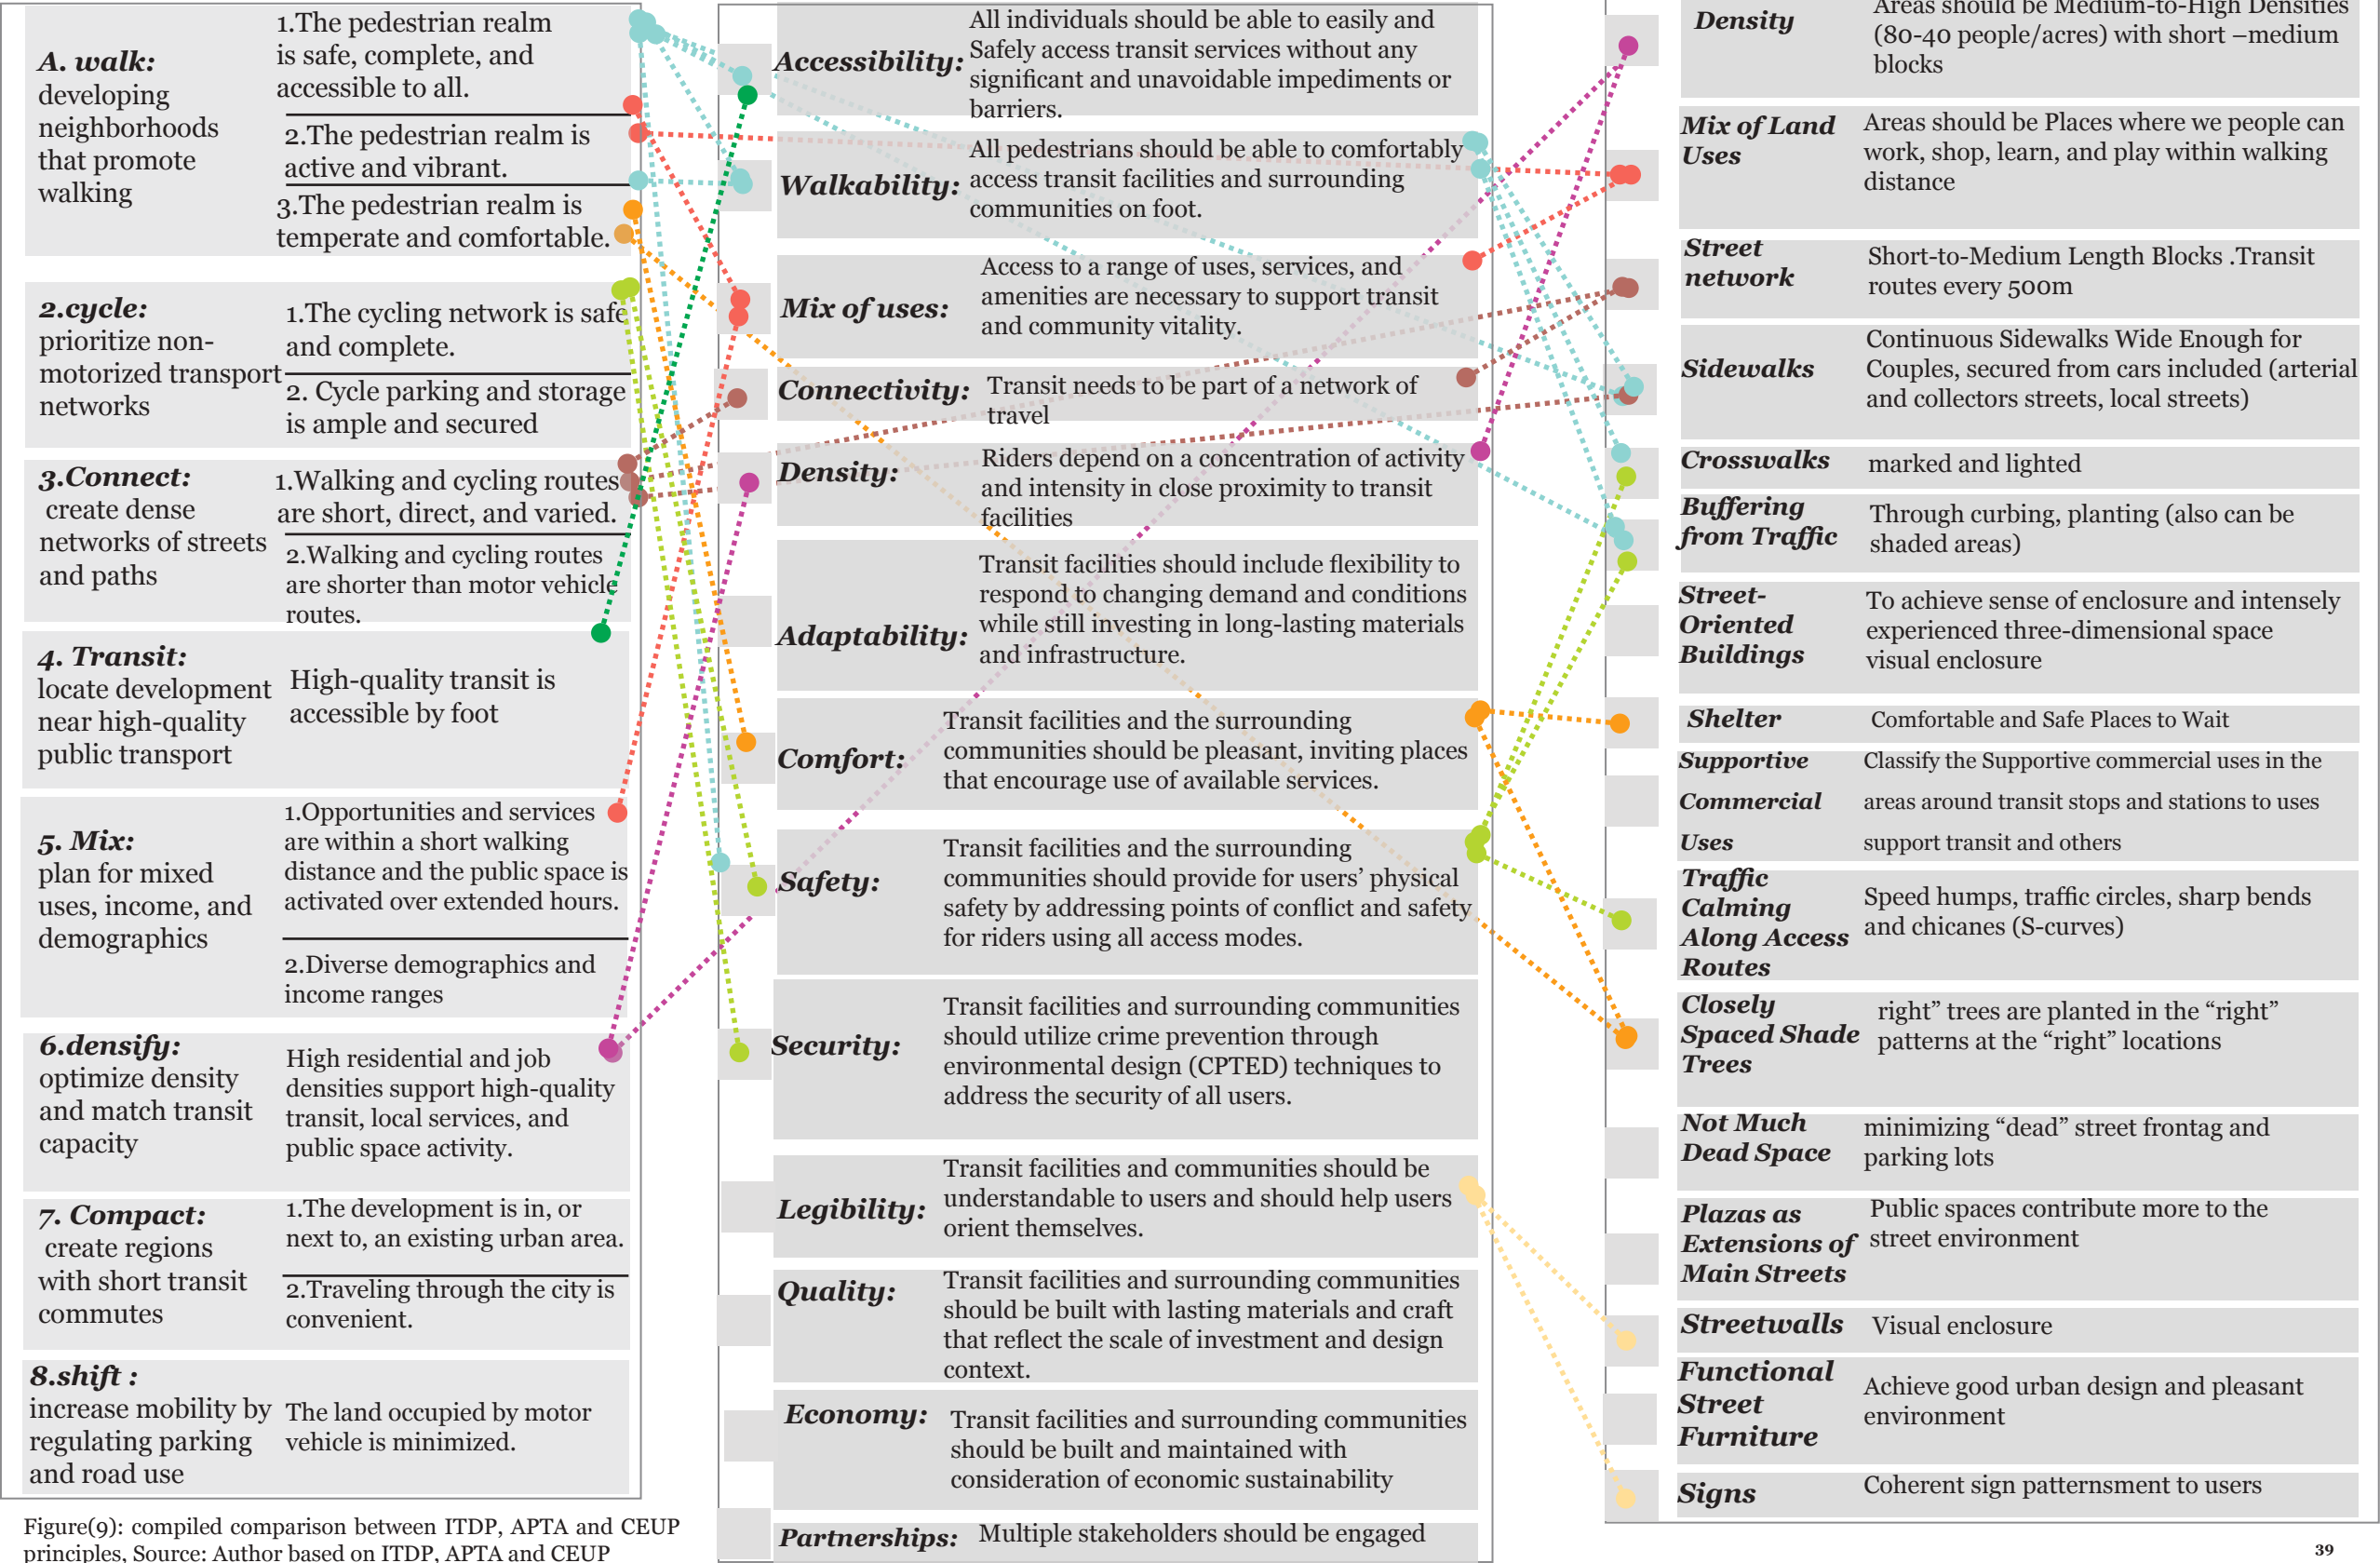 A. walk:
developing
neighborhoods
that promote
walking
1.The pedestrian realm
is safe, complete, and
accessible to all.
2.The pedestrian realm is
active and vibrant.
3.The pedestrian realm is
temperate and comfortable.
2.cycle:
prioritize non-
motorized transport
networks
1.The cycling network is safe
and complete.
2. Cycle parking and storage
is ample and secured
3.Connect:
create dense
networks of streets
and paths
1.Walking and cycling routes
are short, direct, and varied.
2.Walking and cycling routes
are shorter than motor vehicle
routes.
4. Transit:
locate development
near high-quality
public transport
High-quality transit is
accessible by foot
5. Mix:
plan for mixed
uses, income, and
demographics
1.Opportunities and services
are within a short walking
distance and the public space is
activated over extended hours.
2.Diverse demographics and
income ranges
6.densify:
optimize density
and match transit
capacity
High residential and job
densities support high-quality
transit, local services, and
public space activity.
7. Compact:
create regions
with short transit
commutes
1.The development is in, or
next to, an existing urban area.
2.Traveling through the city is
convenient.
8.shift :
increase mobility by
regulating parking
and road use
The land occupied by motor
vehicle is minimized.
Figure(9): compiled comparison between ITDP, APTA and CEUP
principles, Source: Author based on ITDP, APTA and CEUP
Accessibility:
All individuals should be able to easily and
Safely access transit services without any
significant and unavoidable impediments or
barriers.
Walkability:
All pedestrians should be able to comfortably
access transit facilities and surrounding
communities on foot.
Mix of uses:
Access to a range of uses, services, and
amenities are necessary to support transit
and community vitality.
Connectivity:
Transit needs to be part of a network of
travel
Density:
Riders depend on a concentration of activity
and intensity in close proximity to transit
facilities
Adaptability:
Transit facilities should include flexibility to
respond to changing demand and conditions
while still investing in long-lasting materials
and infrastructure.
Comfort:
Transit facilities and the surrounding
communities should be pleasant, inviting places
that encourage use of available services.
Safety:
Transit facilities and the surrounding
communities should provide for users’ physical
safety by addressing points of conflict and safety
for riders using all access modes.
Security:
Transit facilities and surrounding communities
should utilize crime prevention through
environmental design (CPTED) techniques to
address the security of all users.
Legibility:
Transit facilities and communities should be
understandable to users and should help users
orient themselves.
Quality:
Transit facilities and surrounding communities
should be built with lasting materials and craft
that reflect the scale of investment and design
context.
Economy:
Transit facilities and surrounding communities
should be built and maintained with
consideration of economic sustainability
Partnerships:
Multiple stakeholders should be engaged
Density
Areas should be Medium-to-High Densities
(80-40 people/acres) with short –medium
blocks
Mix of Land
Uses
Areas should be Places where we people can
work, shop, learn, and play within walking
distance
Street
network
Short-to-Medium Length Blocks .Transit
routes every 500m
Sidewalks
Continuous Sidewalks Wide Enough for
Couples, secured from cars included (arterial
and collectors streets, local streets)
Crosswalks
marked and lighted
Buffering
from Traffic
Through curbing, planting (also can be
shaded areas)
Street-
Oriented
Buildings
To achieve sense of enclosure and intensely
experienced three-dimensional space
visual enclosure
Shelter
Comfortable and Safe Places to Wait
Supportive
Commercial
Uses
Classify the Supportive commercial uses in the
areas around transit stops and stations to uses
support transit and others
Traffic
Calming
Along Access
Routes
Speed humps, traffic circles, sharp bends
and chicanes (S-curves)
Closely
Spaced Shade
Trees
right” trees are planted in the “right”
patterns at the “right” locations
Not Much
Dead Space
minimizing “dead” street frontag and
parking lots
Plazas as
Extensions of
Main Streets
Public spaces contribute more to the
street environment
Streetwalls
Visual enclosure
Functional
Street
Furniture
Achieve good urban design and pleasant
environment
Signs
Coherent sign patternsment to users
39